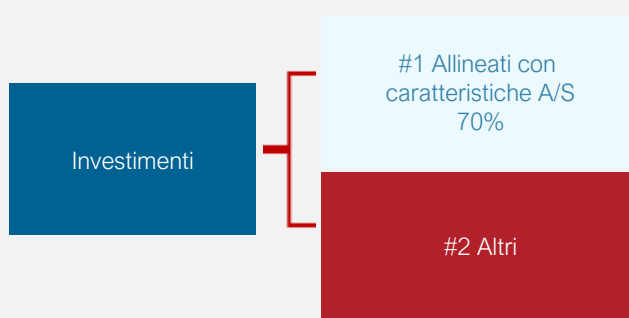 Investimenti
#1 Allineati con
caratteristiche A/S
70%
#2 Altri